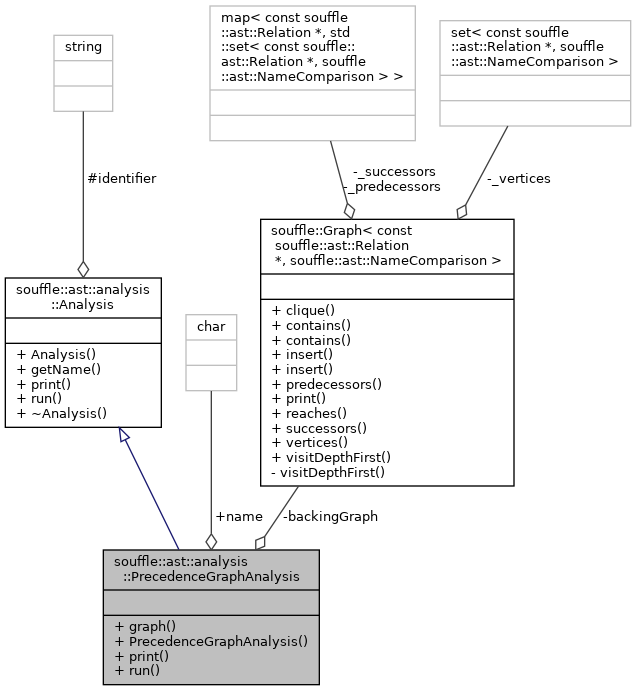 map< const souffle
::ast::Relation *, std
::set< const souffle::
ast::Relation *, souffle
::ast::NameComparison > >
set< const souffle
::ast::Relation *, souffle
::ast::NameComparison >
string
#identifier
-_successors
-_predecessors
-_vertices
souffle::Graph< const
souffle::ast::Relation
*, souffle::ast::NameComparison >
+ clique()
+ contains()
+ contains()
+ insert()
+ insert()
+ predecessors()
+ print()
+ reaches()
+ successors()
+ vertices()
+ visitDepthFirst()
- visitDepthFirst()
souffle::ast::analysis
::Analysis
+ Analysis()
+ getName()
+ print()
+ run()
+ ~Analysis()
char
+name
-backingGraph
souffle::ast::analysis
::PrecedenceGraphAnalysis
+ graph()
+ PrecedenceGraphAnalysis()
+ print()
+ run()